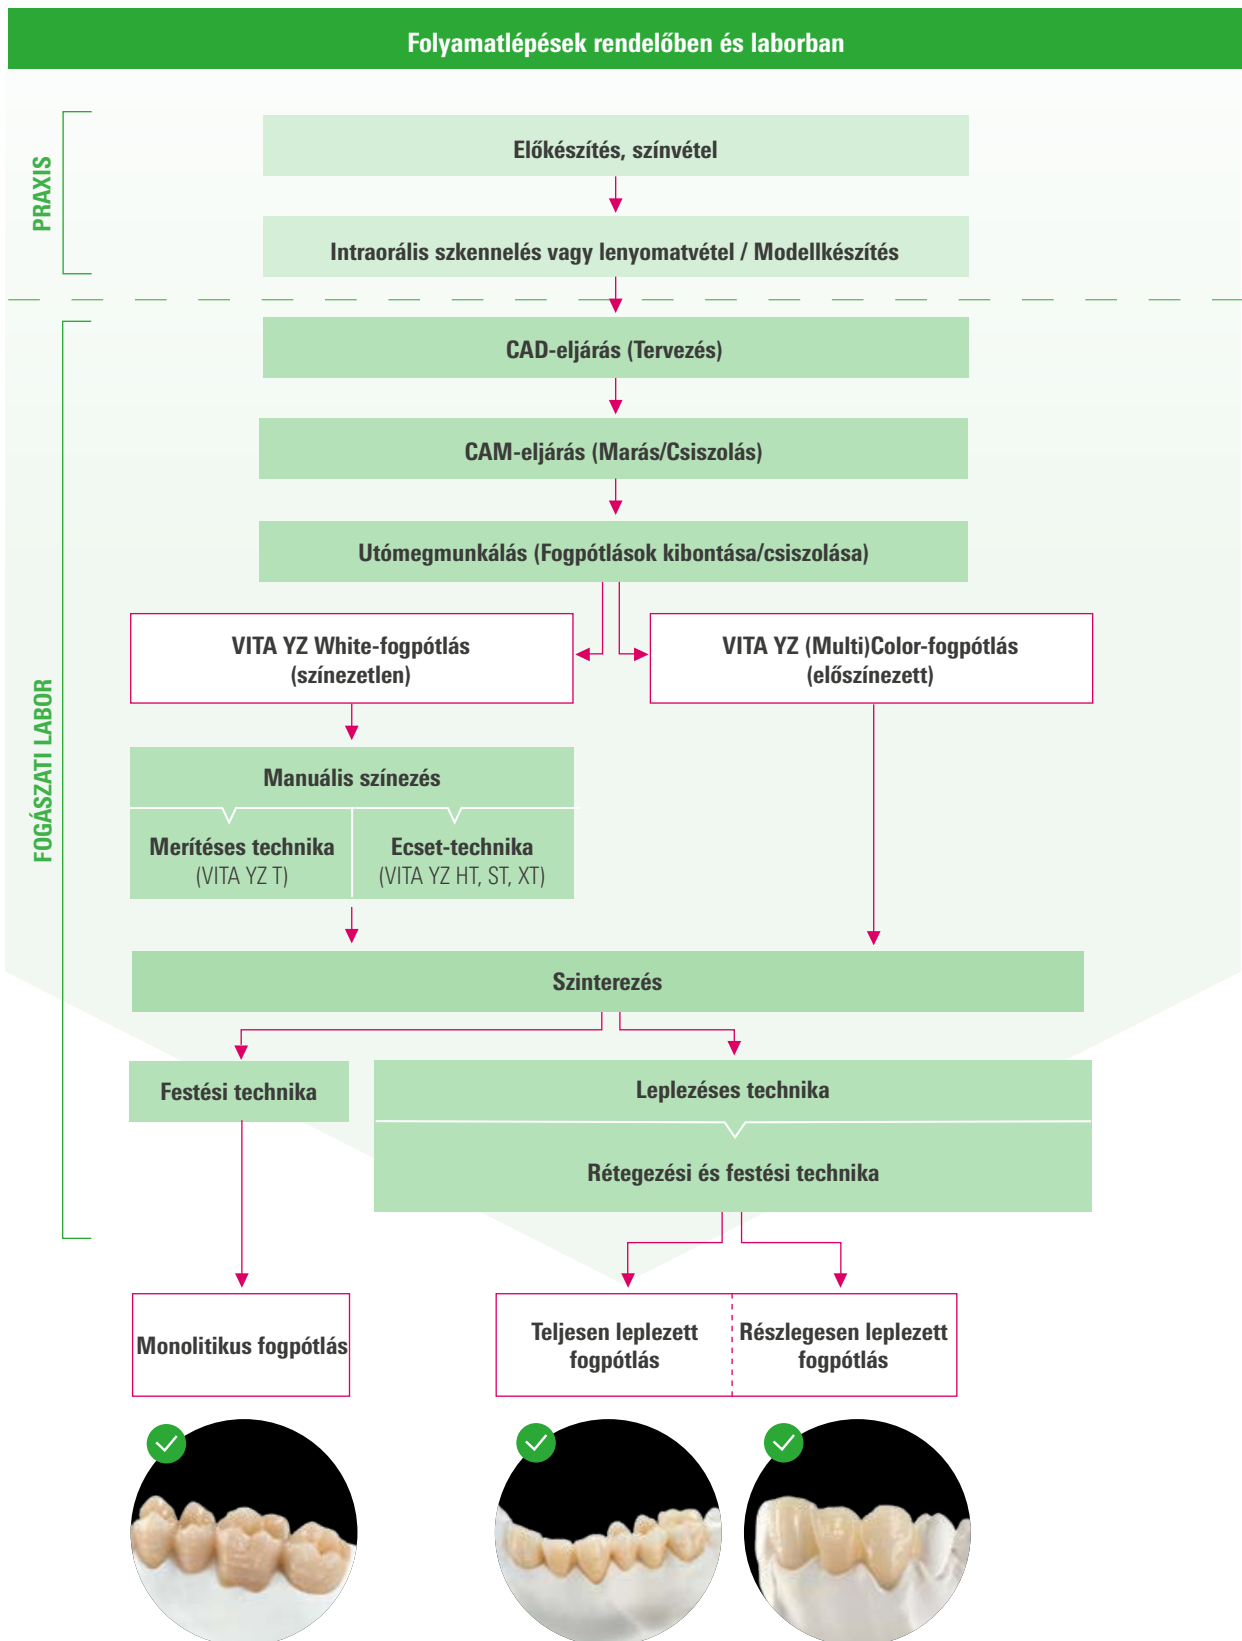 Folyamatlépések rendelőben és laborban
PRAXIS
Előkészítés, színvétel
Intraorális szkennelés vagy lenyomatvétel / Modellkészítés
FOGÁSZATI LABOR
CAD-eljárás (Tervezés)
CAM-eljárás (Marás/Csiszolás)
Utómegmunkálás (Fogpótlások kibontása/csiszolása)
VITA YZ White-fogpótlás
(színezetlen)
VITA YZ (Multi)Color-fogpótlás
(előszínezett)
Manuális színezés
Merítéses technika
(VITA YZ T)
Ecset-technika
(VITA YZ HT, ST, XT)
Szinterezés
Festési technika
Leplezéses technika
Rétegezési és festési technika
Monolitikus fogpótlás
Teljesen leplezett
fogpótlás
Részlegesen leplezett
fogpótlás